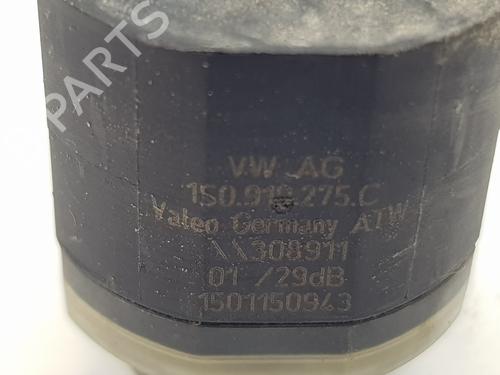 B-PARTS
VW AG
1S0.919.275.C
Valeo Germany ATW
\\308911
01 /29dB
1501150943